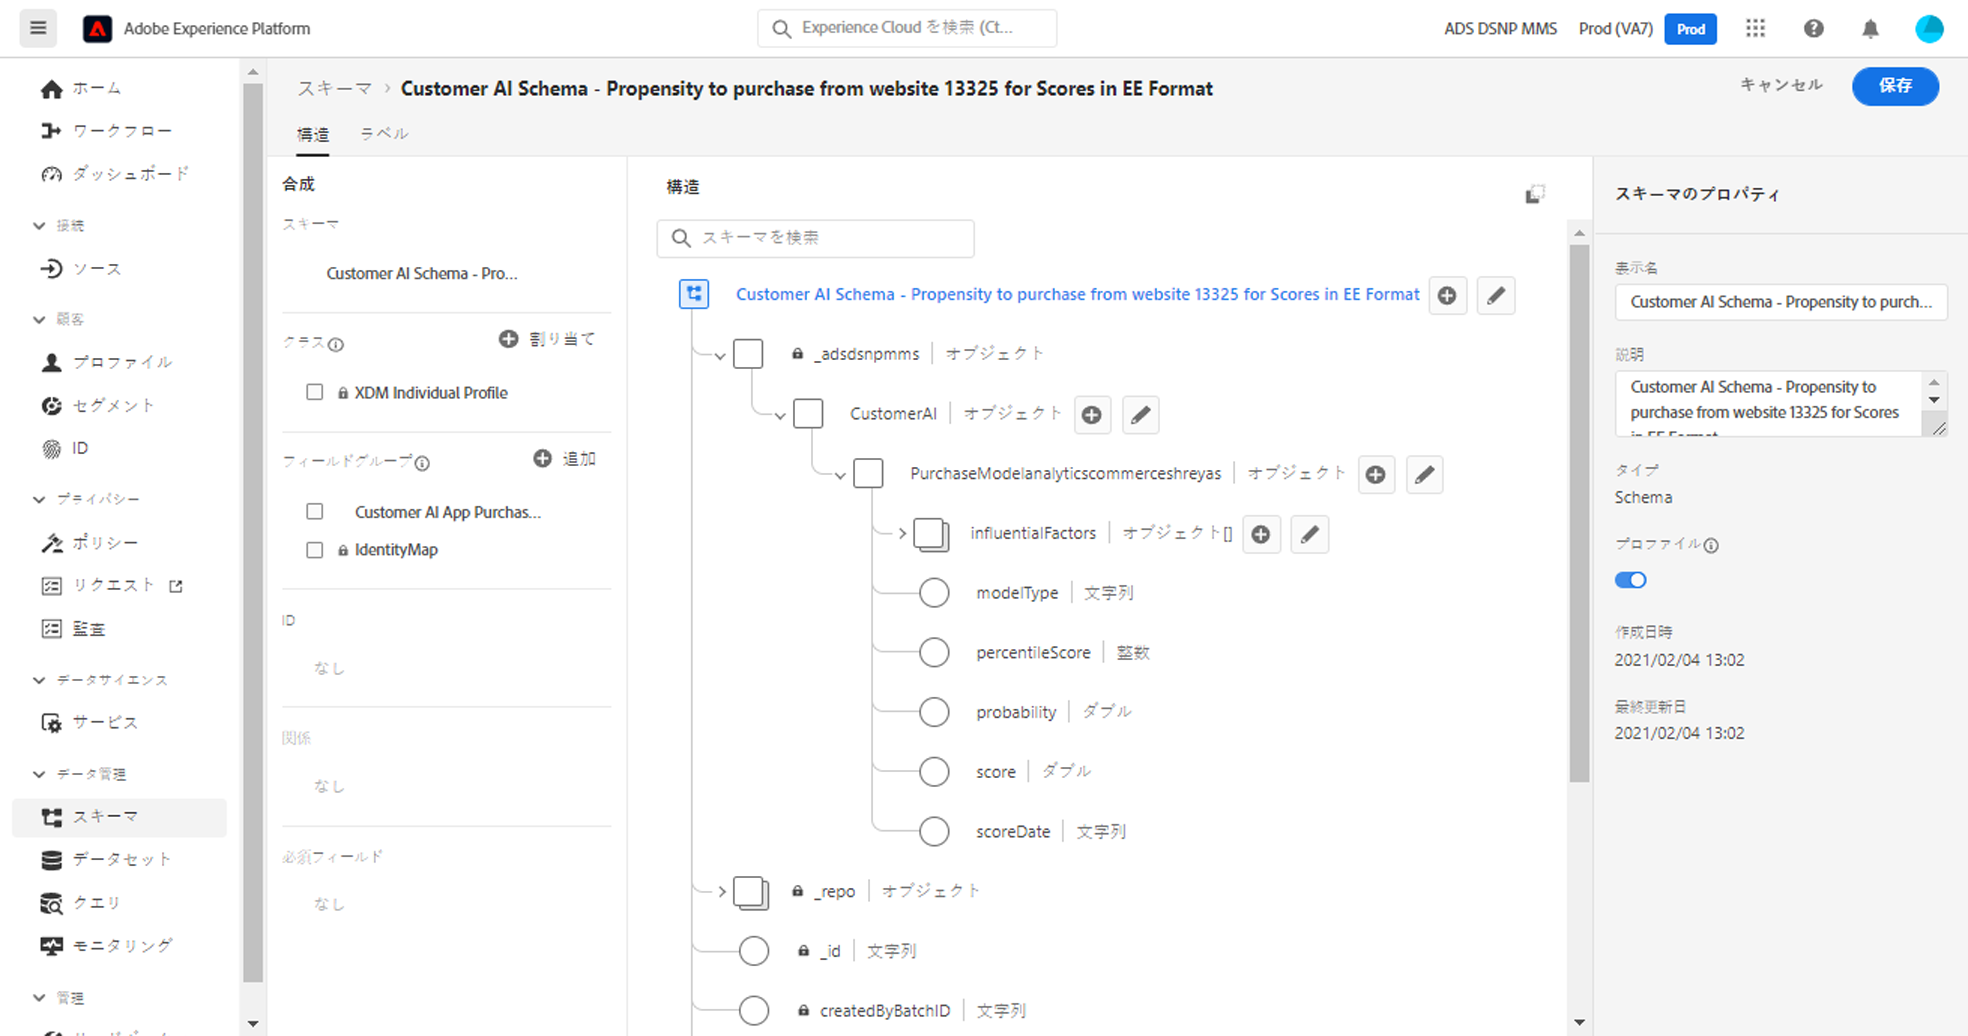 Adobe Experience Platform
Experience Cloud を検索 (Ct...
ADS DSNP MMS
Prod (VA7)
Prod
ホーム
ワークフロー
ダッシュボード
接続
ソース
顧客
プロファイル
セグメント
ID
プライバシー
ポリシー
リクエスト
監査
データサイエンス
サービス
データ管理
スキーマ
データセット
クエリ
モニタリング
管理
スキーマ › Customer AI Schema - Propensity to purchase from website 13325 for Scores in EE Format
キャンセル
保存
構造
ラベル
合成
スキーマ
Customer AI Schema - Pro...
クラス
割り当て
XDM Individual Profile
フィールドグループ
追加
Customer AI App Purchas...
IdentityMap
ID
なし
関係
なし
必須フィールド
なし
構造
スキーマを検索
Customer AI Schema - Propensity to purchase from website 13325 for Scores in EE Format
_adsdsnpmms | オブジェクト
CustomerAI | オブジェクト
PurchaseModelanalyticscommerceshreyas | オブジェクト
influentialFactors | オブジェクト[]
modelType | 文字列
percentileScore | 整数
probability | ダブル
score | ダブル
scoreDate | 文字列
_repo | オブジェクト
_id | 文字列
createdByBatchID | 文字列
スキーマのプロパティ
表示名
Customer AI Schema - Propensity to purch...
説明
Customer AI Schema - Propensity to
purchase from website 13325 for Scores
in EE Format
タイプ
Schema
プロファイル
作成日時
2021/02/04 13:02
最終更新日
2021/02/04 13:02